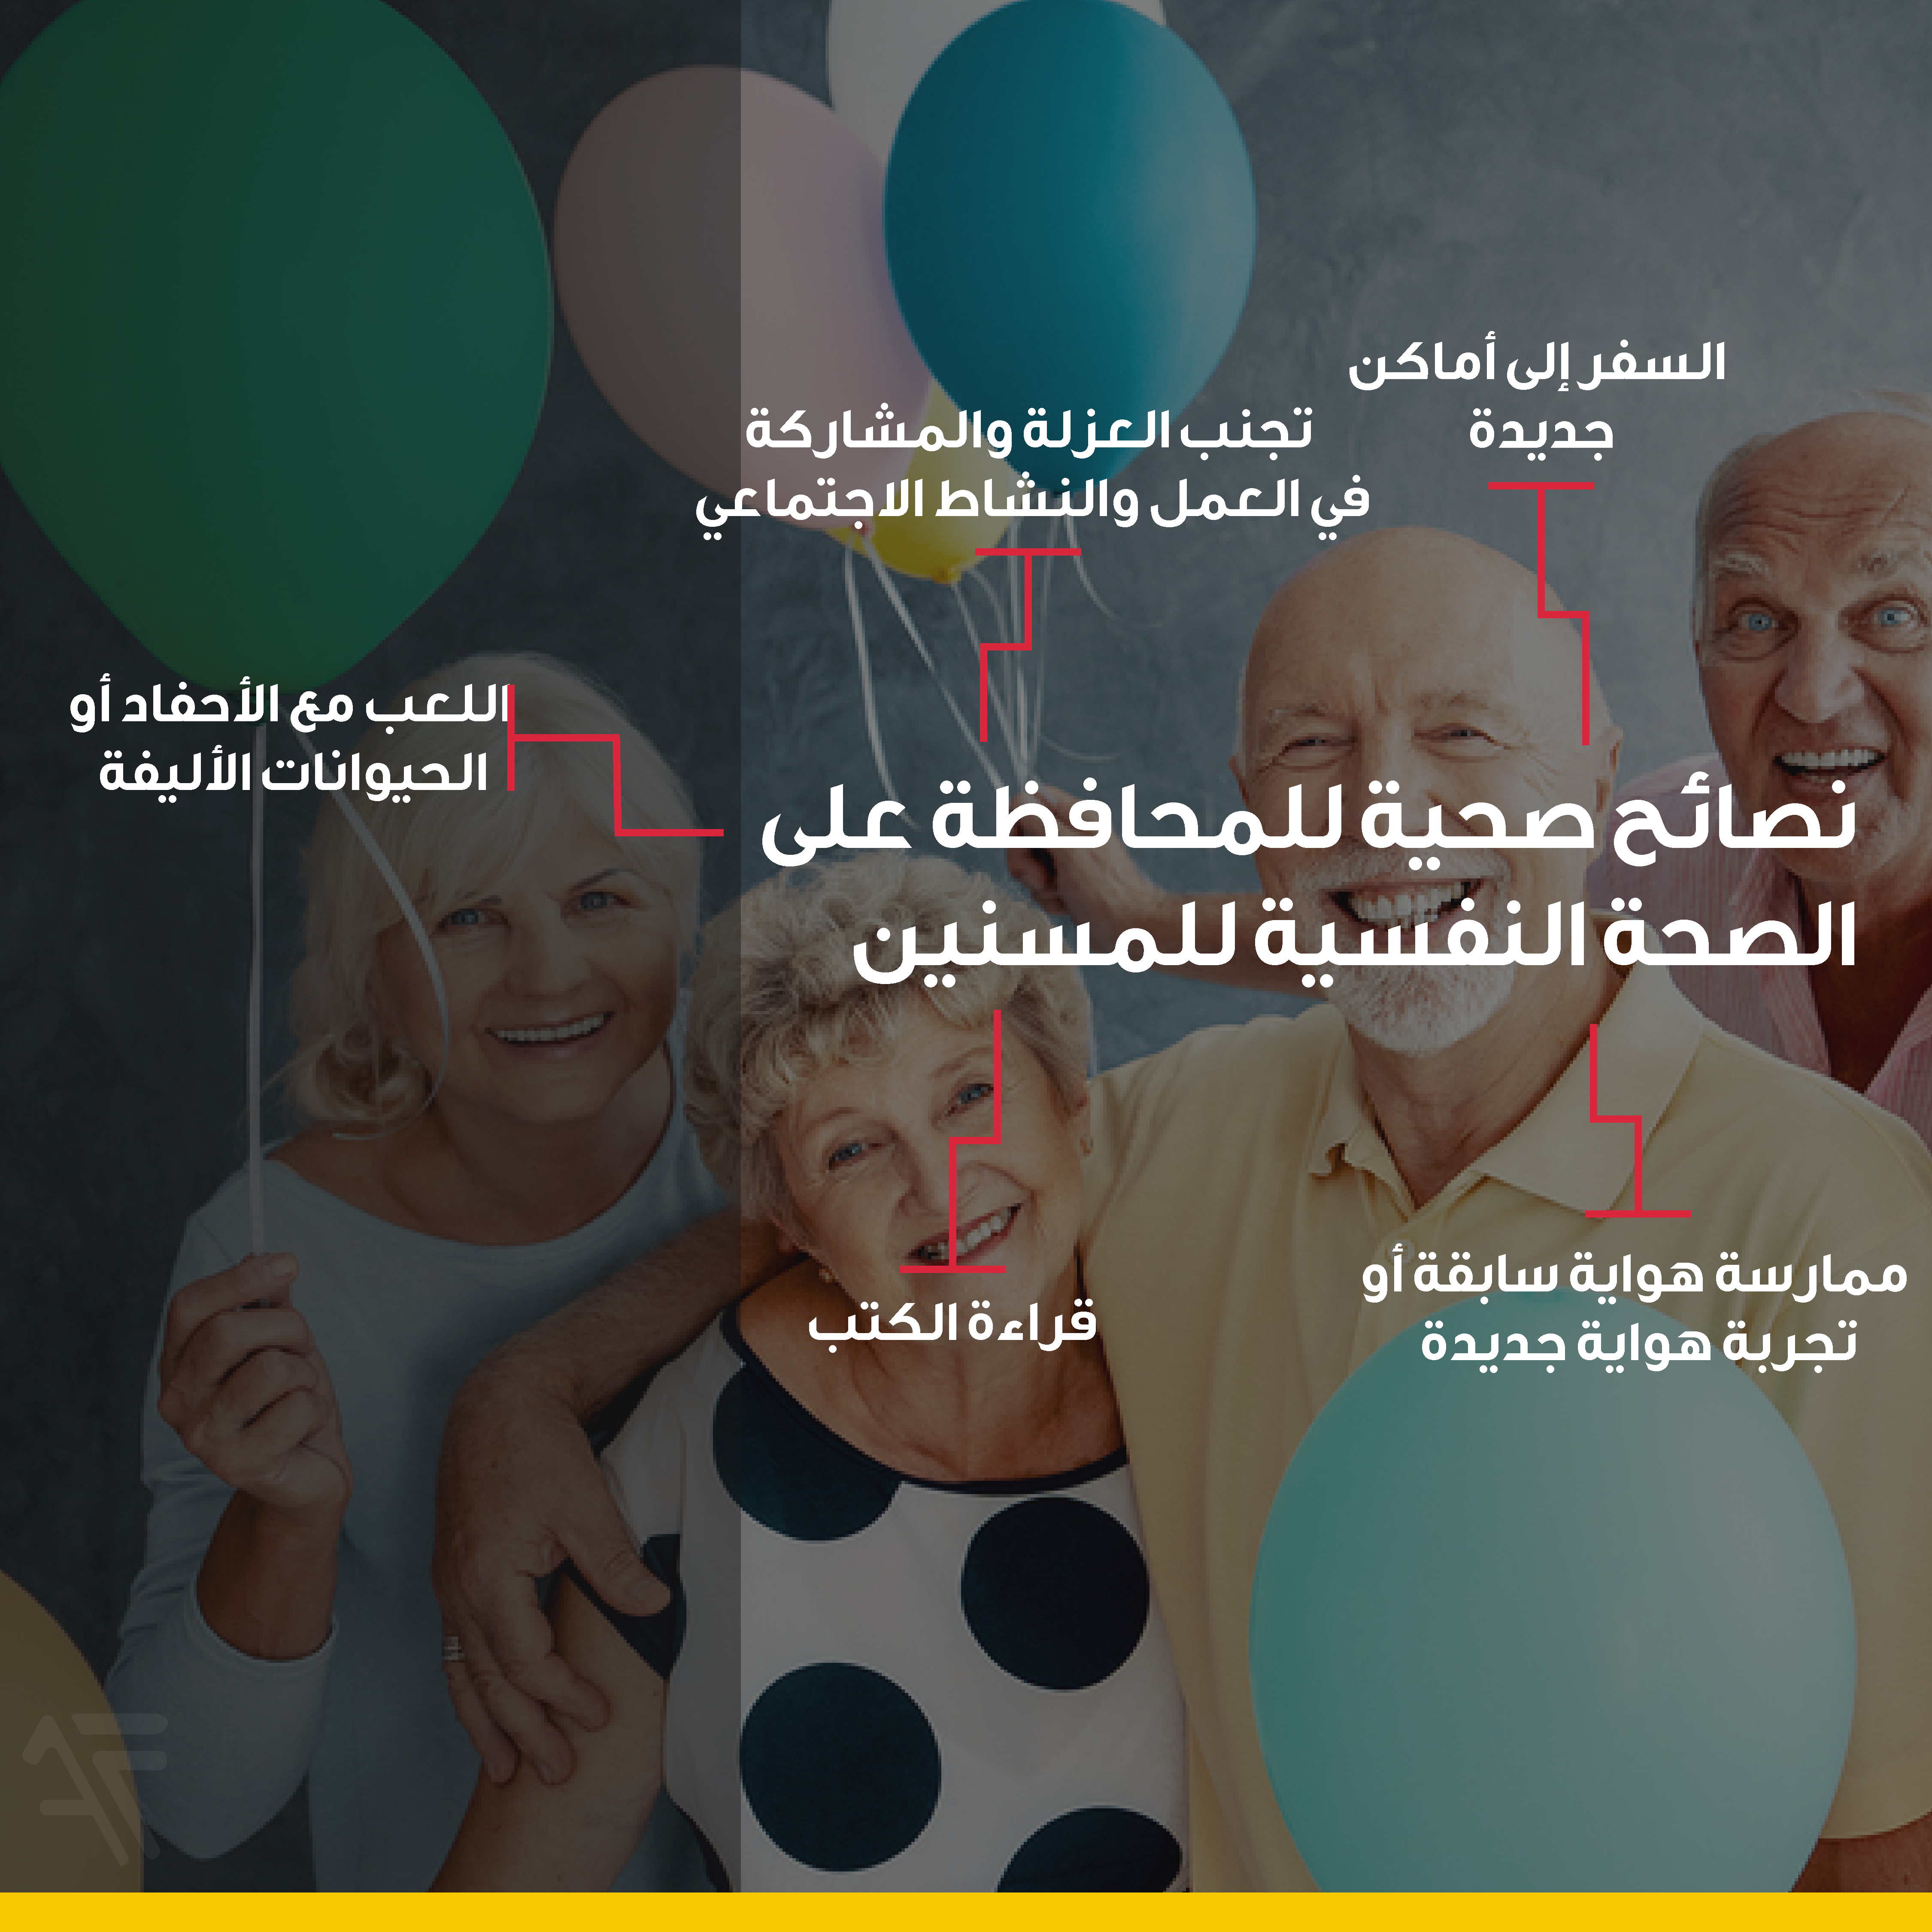 السفر إلى أماكن
جديدة
تجنب العزلة والمشاركة
في العمل والنشاط الاجتماعي
اللعب مع الأحفاد أو
الحيوانات الأليفة
نصائح صحية للمحافظة على
الصحة النفسية للمسنين
ممارسة هواية سابقة أو
تجربة هواية جديدة
قراءة الكتب